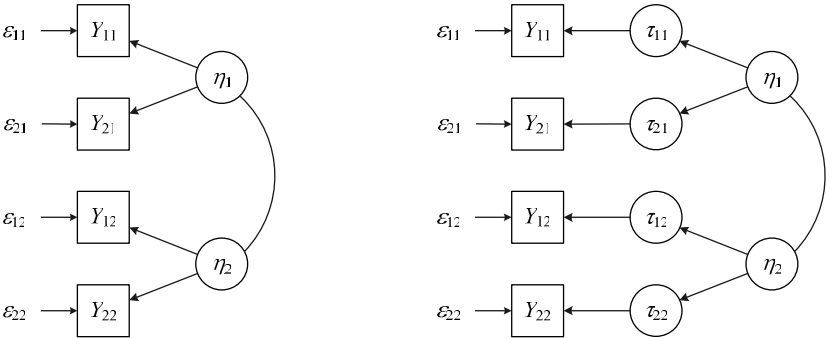 ε11 Y11 η1 ε11 Y11 τ11 η1
ε21 Y21 ε21 Y21 τ21
ε12 Y12 η2 ε12 Y12 τ12 η2
ε22 Y22 ε22 Y22 τ22